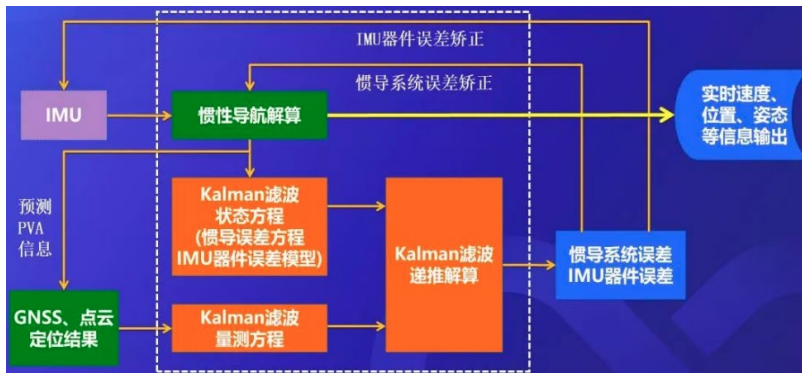 IMU器件误差矫正
惯导系统误差矫正
IMU
惯性导航解算
实时速度、
位置、姿态
等信息输出
预测
PVA
信息
Kalman滤波
状态方程
(惯导误差方程
IMU器件误差模型)
Kalman滤波
递推解算
惯导系统误差
IMU器件误差
GNSS、点云
定位结果
Kalman滤波
量测方程